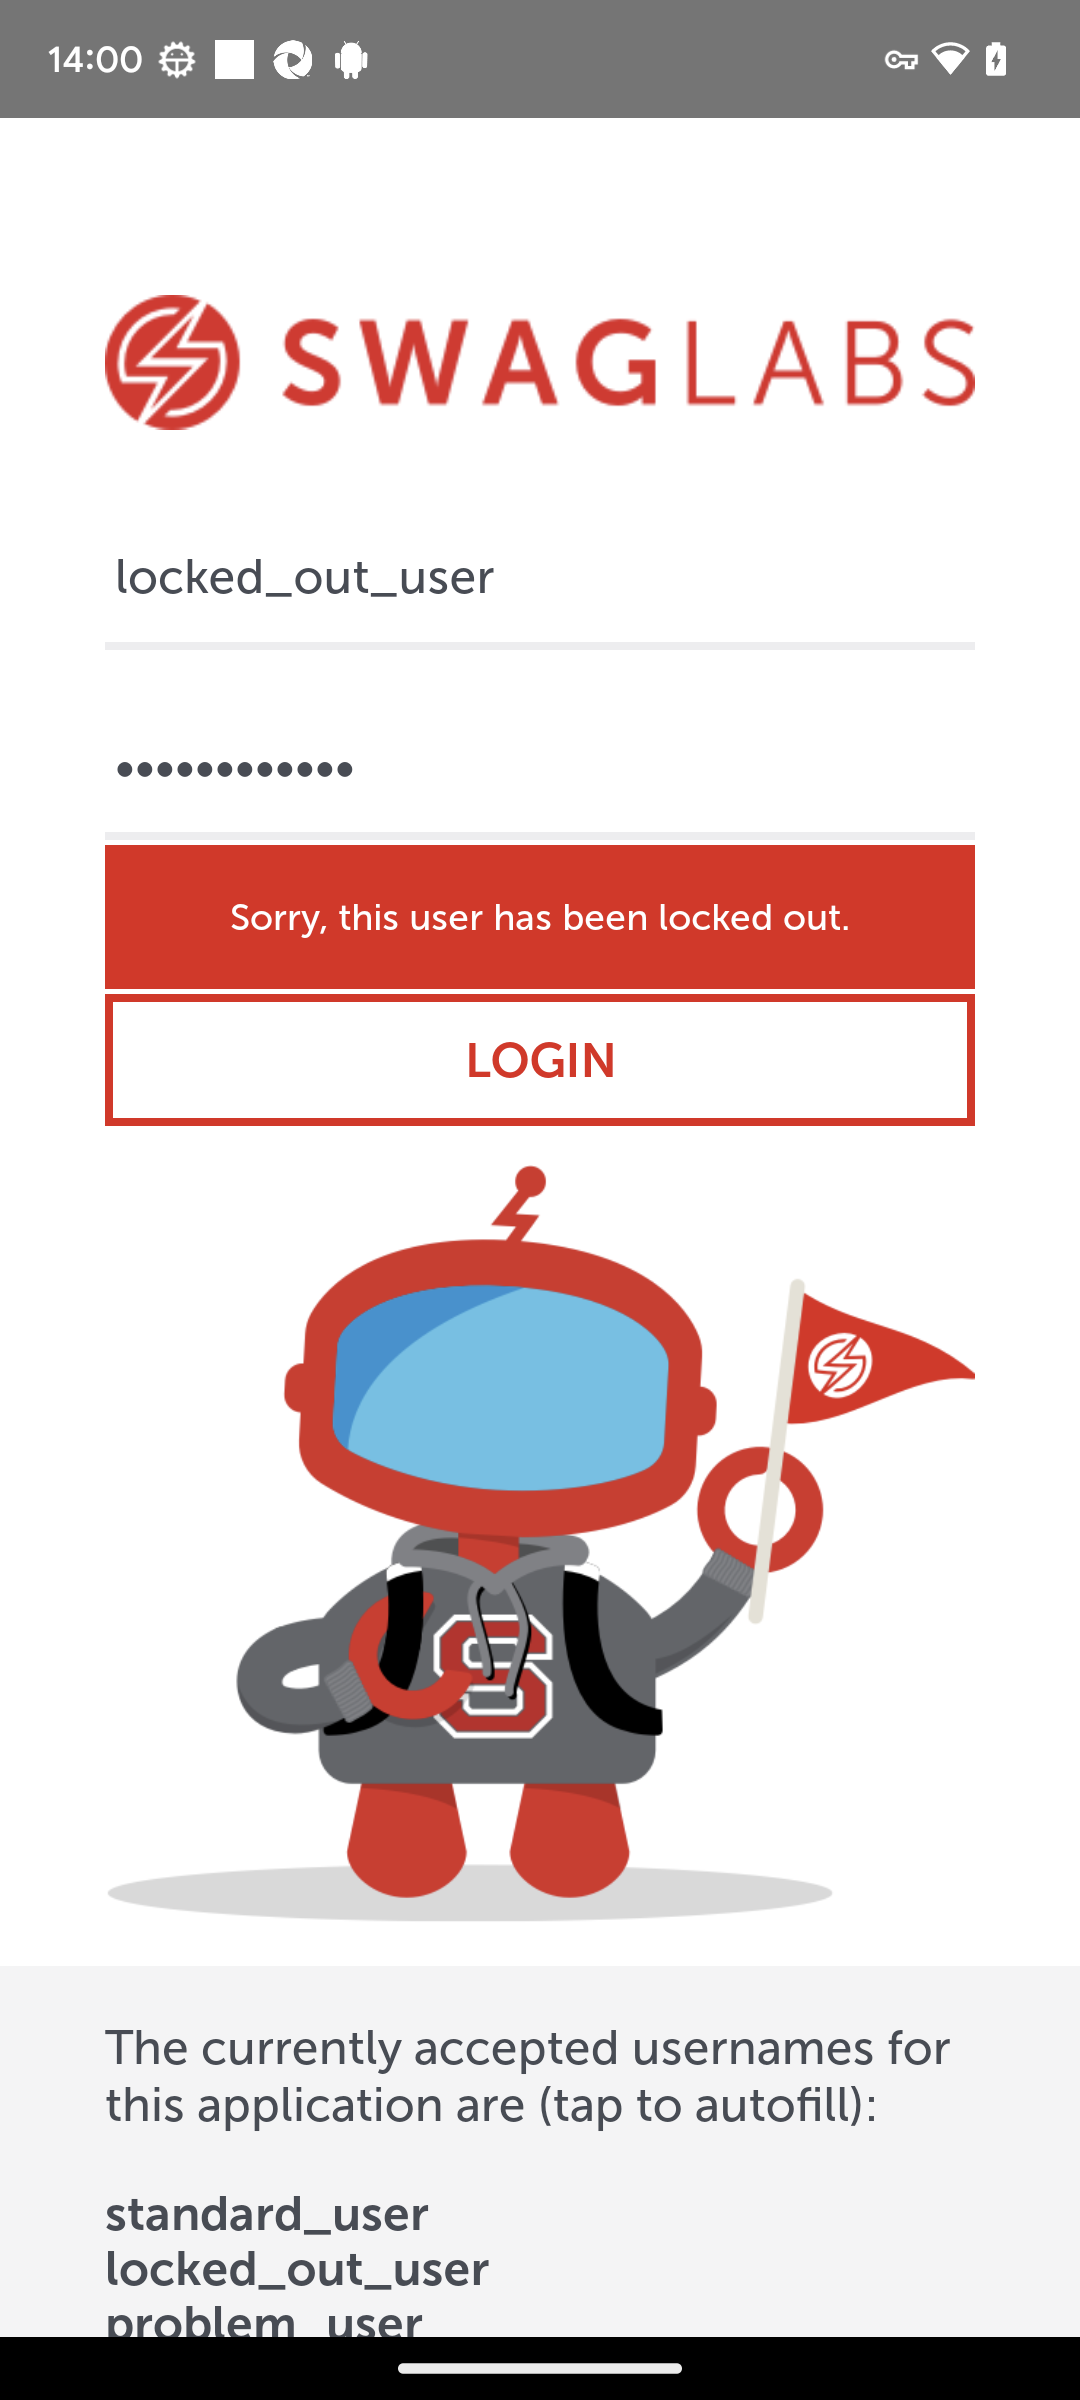 14:00
SWAGLABS
locked_out_user
••••••••••••
Sorry, this user has been locked out.
LOGIN
S
The currently accepted usernames for
this application are (tap to autofill):
standard_user
locked_out_user
problem_user